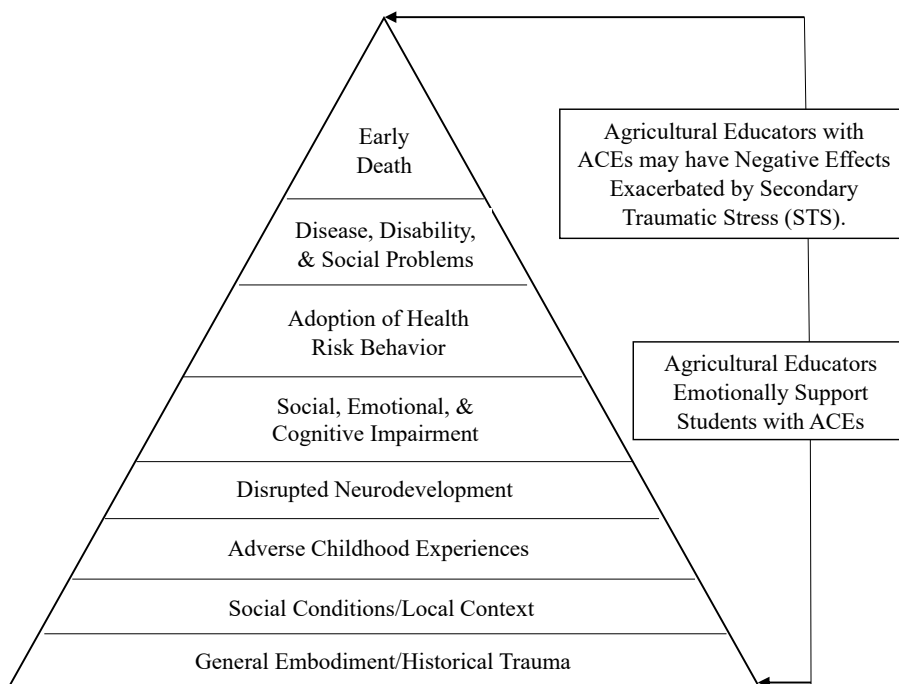 Early
Death
Disease, Disability,
& Social Problems
Adoption of Health
Risk Behavior
Social, Emotional, &
Cognitive Impairment
Disrupted Neurodevelopment
Adverse Childhood Experiences
Social Conditions/Local Context
General Embodiment/Historical Trauma
Agricultural Educators with
ACEs may have Negative Effects
Exacerbated by Secondary
Traumatic Stress (STS).
Agricultural Educators
Emotionally Support
Students with ACEs